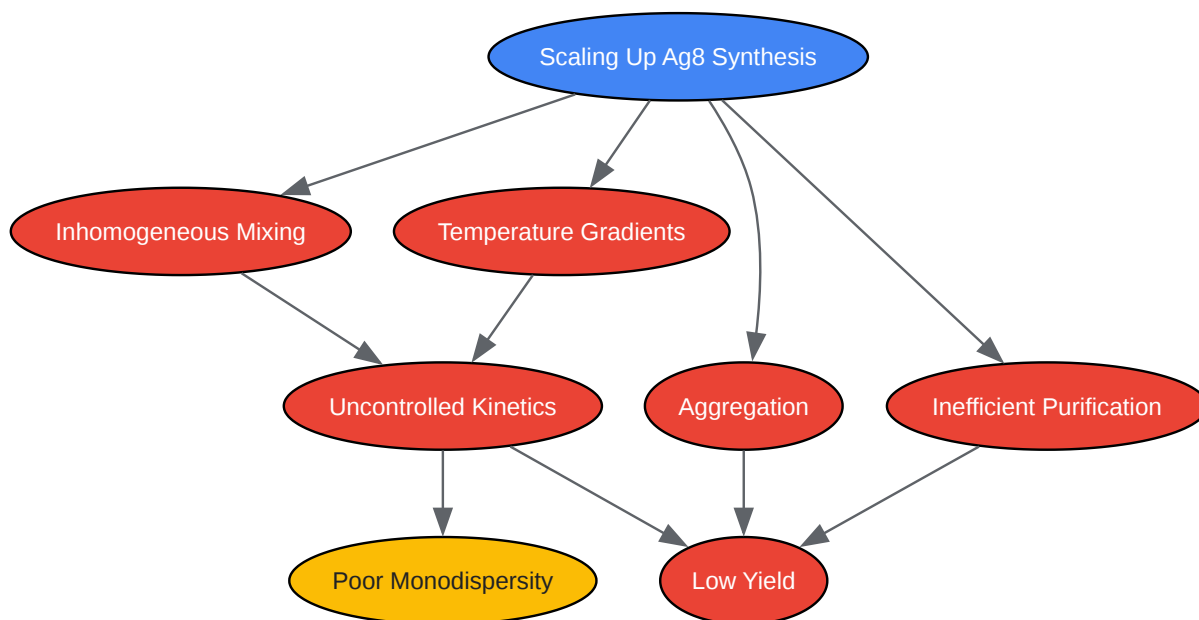 Scaling Up Ag8 Synthesis
Inhomogeneous Mixing
Temperature Gradients
Uncontrolled Kinetics
Aggregation
Inefficient Purification
Poor Monodispersity
Low Yield